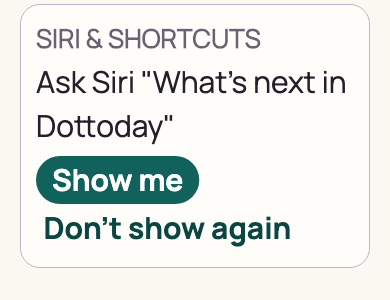 SIRI & SHORTCUTS
Ask Siri "What's next in
Dottoday"
Show me
Don't show again